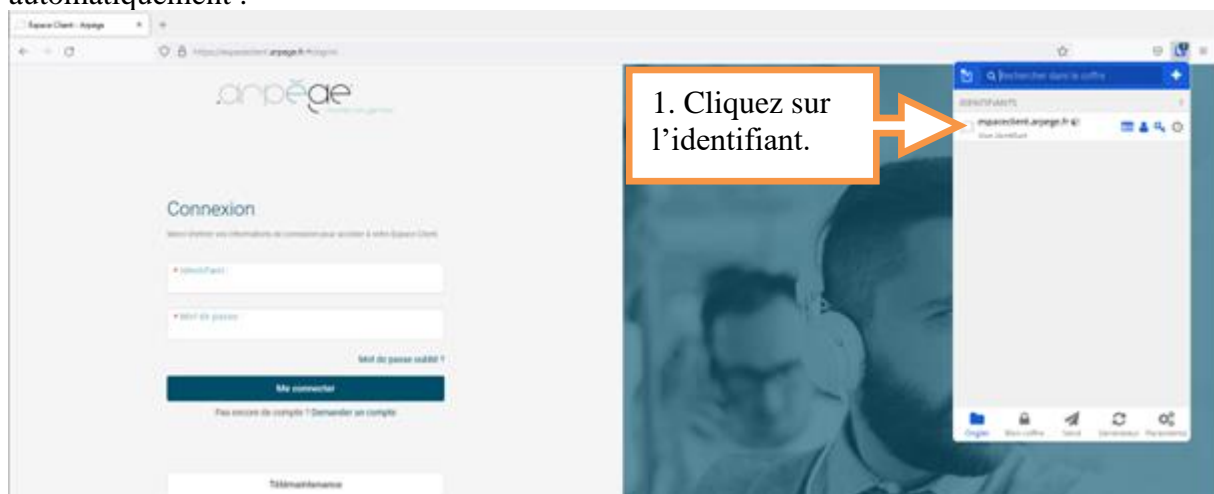 automatiquement :
Espace Client - Arpege
https://espaceclient.arpege.fr/#/login
arpège
Connexion
Merci d'entrer vos informations de connexion pour accéder à votre Espace Client
* Identifiant
* Mot de passe
Mot de passe oublié ?
Me connecter
Pas encore de compte ? Demander un compte
Télémaintenance
1. Cliquez sur
l'identifiant.
Rechercher dans le coffre
IDENTIFIANTS
espaceclient.arpege.fr
Onglet Mon coffre Send Générateur Paramètres